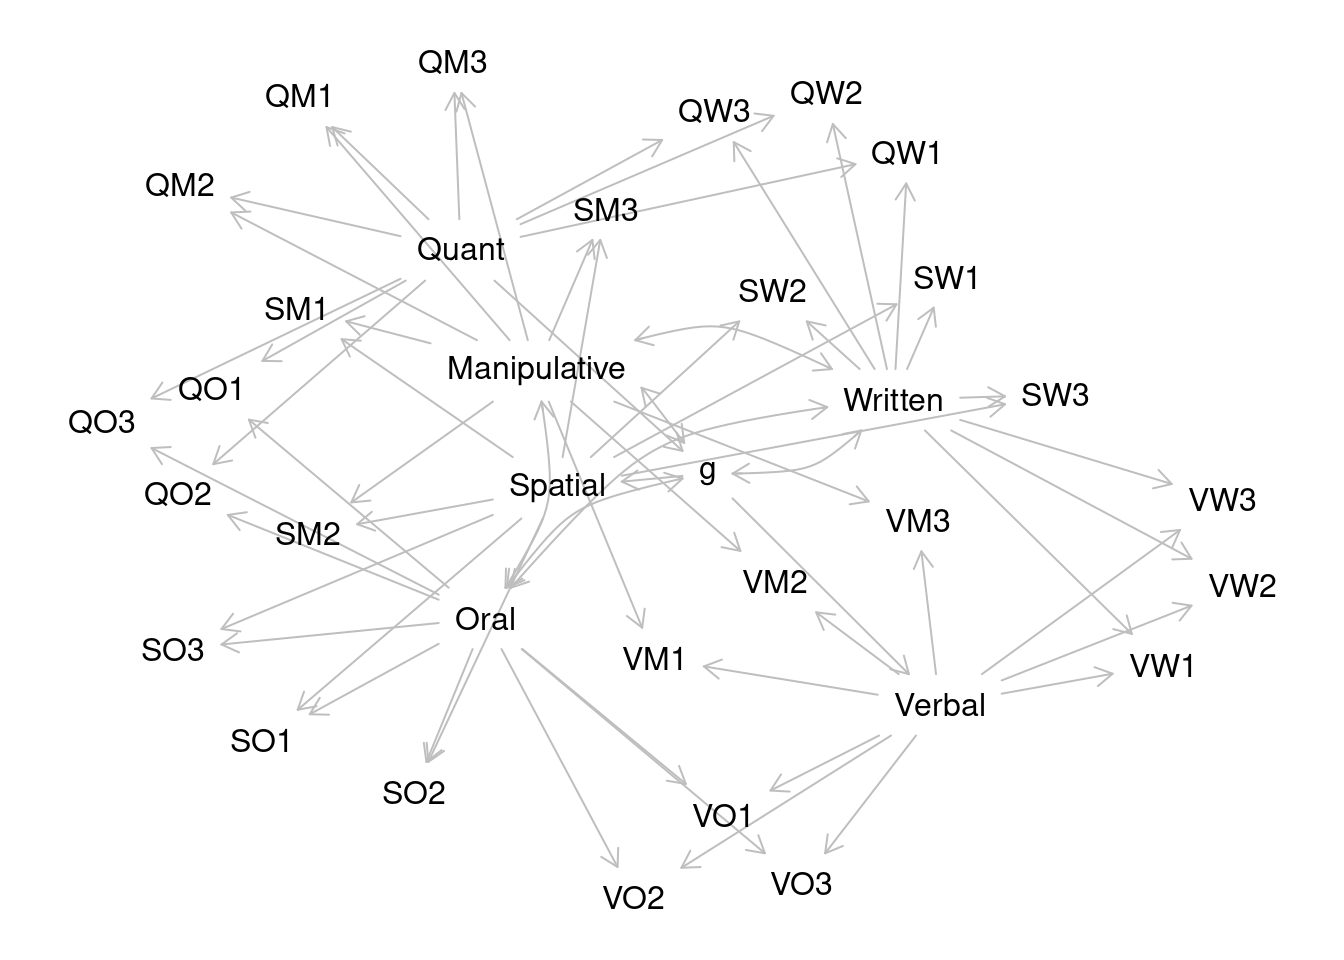 QM3
QM1
QW2
QW3
QW1
QM2
SM3
Quant
SW1
SW2
SM1
Manipulative
QO1
Written
SW3
QO3
g
Spatial
QO2
VW3
VM3
SM2
VM2
VW2
Oral
SO3
VM1
VW1
Verbal
SO1
SO2
VO1
VO3
VO2